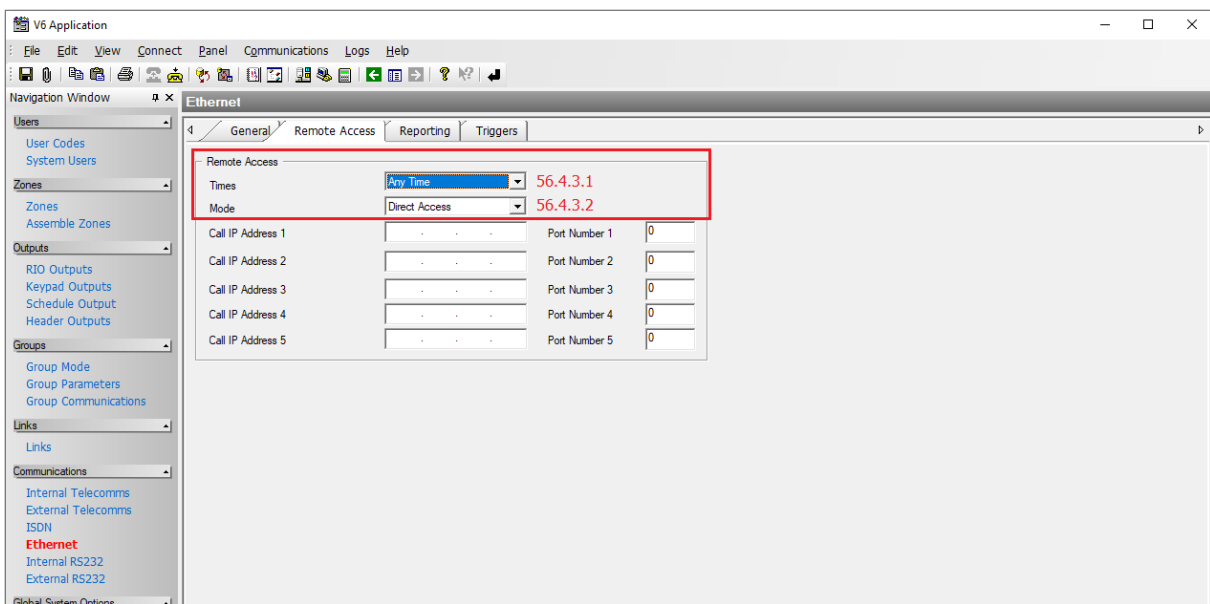 V6 Application
File Edit View Connect Panel Communications Logs Help
Navigation Window
Users
User Codes
System Users
Zones
Zones
Assemble Zones
Outputs
RIO Outputs
Keypad Outputs
Schedule Output
Header Outputs
Groups
Group Mode
Group Parameters
Group Communications
Links
Links
Communications
Internal Telecomms
External Telecomms
ISDN
Ethernet
Internal RS232
External RS232
Global System Options
Ethernet
General Remote Access Reporting Triggers
Remote Access
Times Any Time 56.4.3.1
Mode Direct Access 56.4.3.2
Call IP Address 1 . . . Port Number 1 0
Call IP Address 2 . . . Port Number 2 0
Call IP Address 3 . . . Port Number 3 0
Call IP Address 4 . . . Port Number 4 0
Call IP Address 5 . . . Port Number 5 0